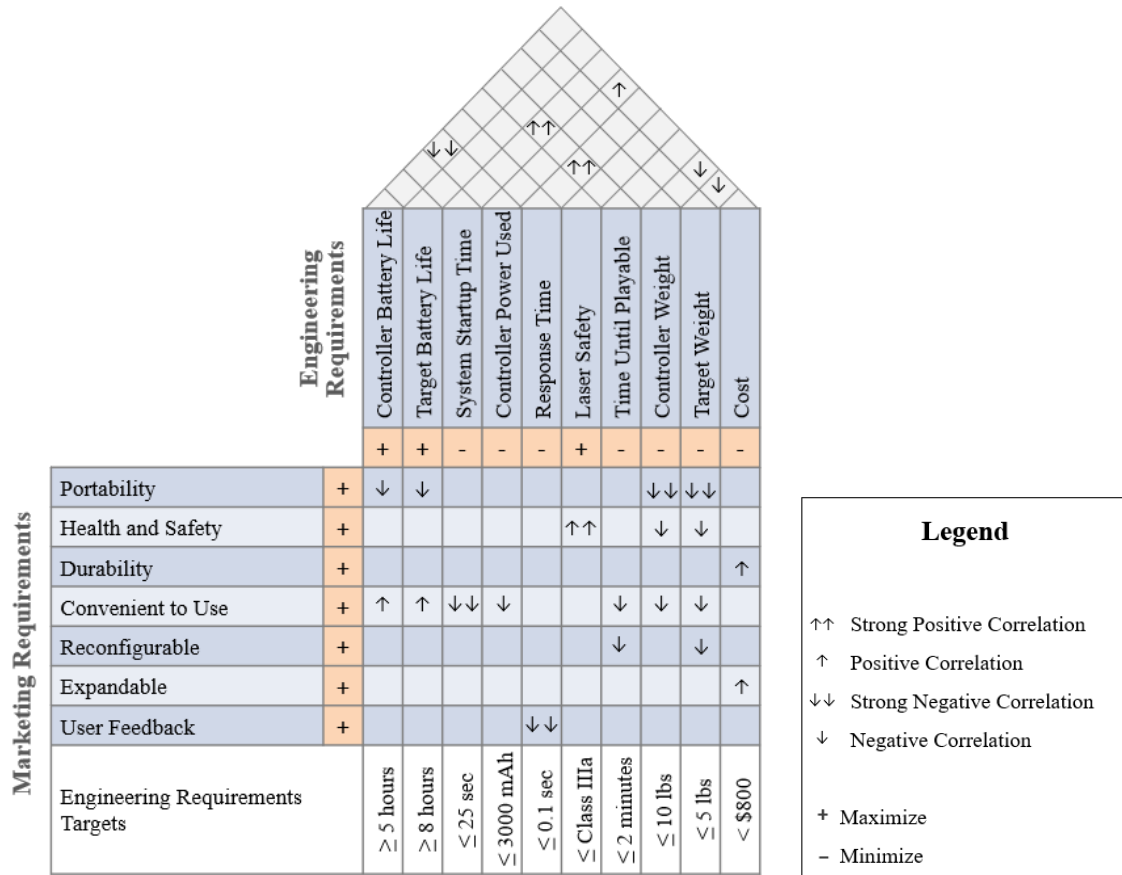 ↑
↑↑
↓↓
↑↑
↓
↓
Engineering
Requirements
Controller Battery Life
Target Battery Life
System Startup Time
Controller Power Used
Response Time
Laser Safety
Time Until Playable
Controller Weight
Target Weight
Cost
+ + - - - + - - - -
Marketing Requirements
Portability + ↓ ↓ ↓↓ ↓↓
Health and Safety + ↑↑ ↓ ↓
Durability + ↑
Convenient to Use + ↑ ↑ ↓↓ ↓ ↓ ↓ ↓
Reconfigurable + ↓ ↓
Expandable + ↑
User Feedback + ↓↓
Engineering Requirements
Targets
≥ 5 hours
≥ 8 hours
≤ 25 sec
≤ 3000 mAh
≤ 0.1 sec
≤ Class IIIa
≤ 2 minutes
≤ 10 lbs
≤ 5 lbs
< $800
Legend
↑↑ Strong Positive Correlation
↑ Positive Correlation
↓↓ Strong Negative Correlation
↓ Negative Correlation
+ Maximize
- Minimize